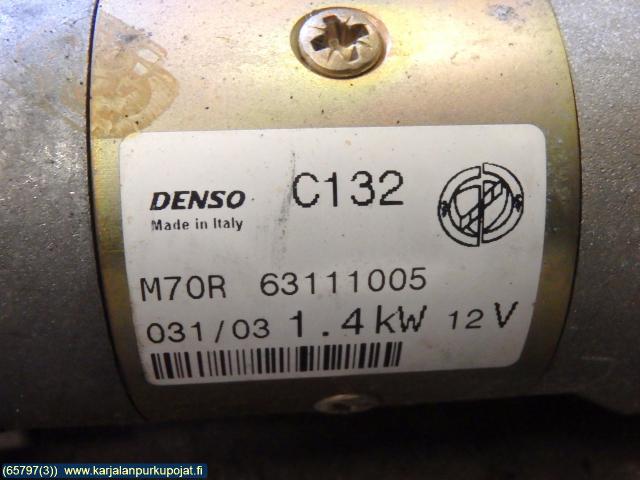 DENSO C132
Made in Italy
M70R 63111005
031/03 1.4kW 12V
(65797(3)) www.karjalanpurkupojat.fi